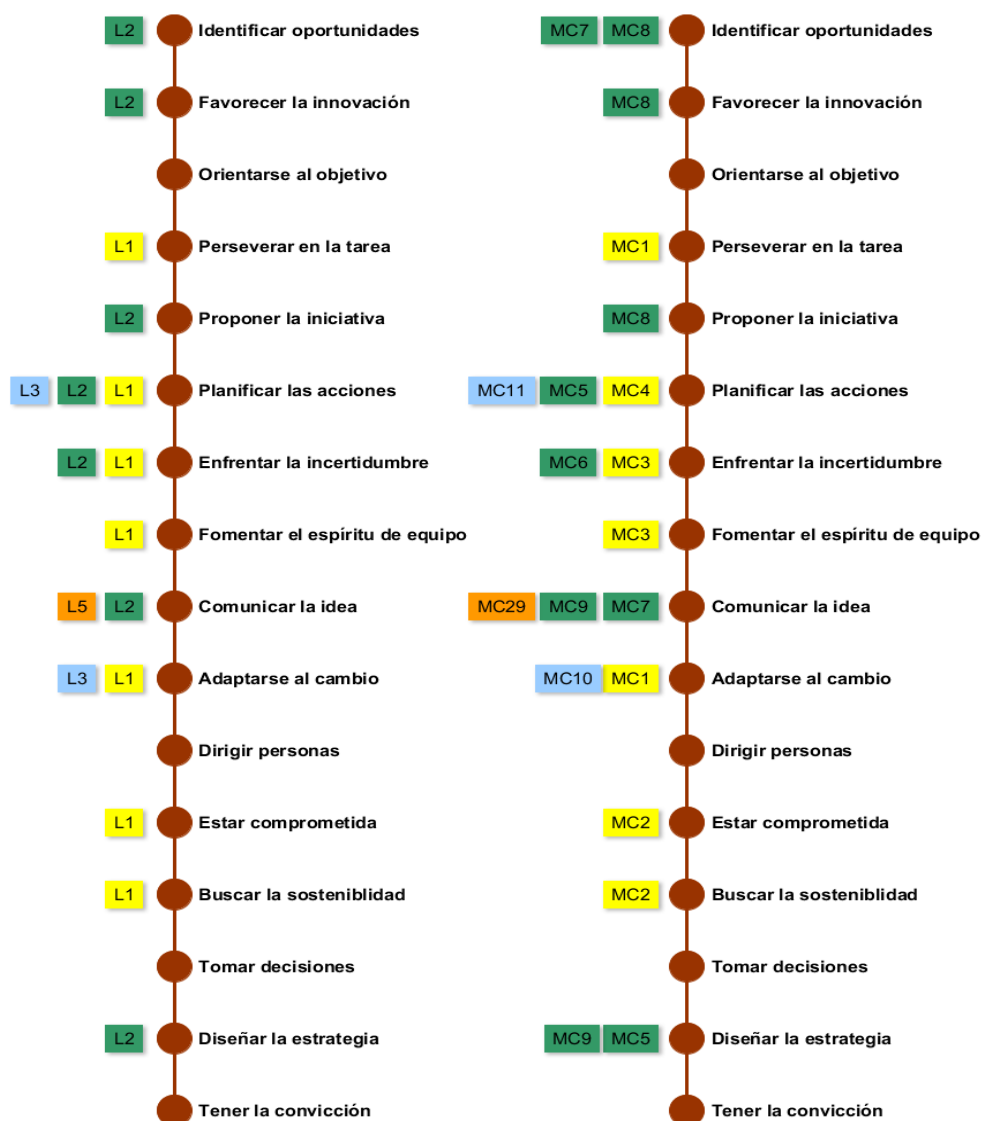 L2 Identificar oportunidades
L2 Favorecer la innovación
Orientarse al objetivo
L1 Perseverar en la tarea
L2 Proponer la iniciativa
L3 L2 L1 Planificar las acciones
L2 L1 Enfrentar la incertidumbre
L1 Fomentar el espíritu de equipo
L5 L2 Comunicar la idea
L3 L1 Adaptarse al cambio
Dirigir personas
L1 Estar comprometida
L1 Buscar la sosteniblidad
Tomar decisiones
L2 Diseñar la estrategia
Tener la convicción
MC7 MC8 Identificar oportunidades
MC8 Favorecer la innovación
Orientarse al objetivo
MC1 Perseverar en la tarea
MC8 Proponer la iniciativa
MC11 MC5 MC4 Planificar las acciones
MC6 MC3 Enfrentar la incertidumbre
MC3 Fomentar el espíritu de equipo
MC29 MC9 MC7 Comunicar la idea
MC10 MC1 Adaptarse al cambio
Dirigir personas
MC2 Estar comprometida
MC2 Buscar la sosteniblidad
Tomar decisiones
MC9 MC5 Diseñar la estrategia
Tener la convicción